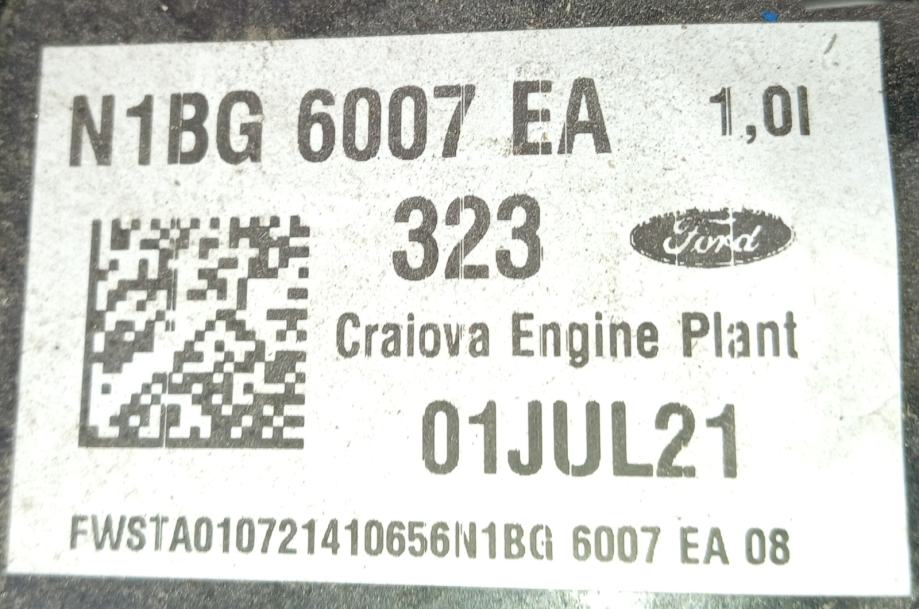 N1BG 6007 EA 1,0l
323
Ford
Craiova Engine Plant
01JUL21
FWSTA010721410656N1BG 6007 EA 08